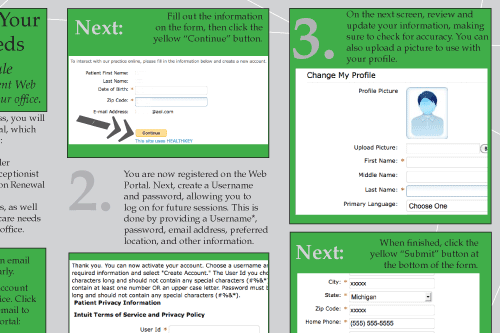 Your
eds
le
ent Web
ur office.
ss, you will
al, which
:
ler
ceptionist
on Renewal
s, as well
care needs
office.
n email
arly.
account
ice. Click
email to
ortal:
Next:
Fill out the information
on the form, then click the
yellow “Continue” button.
To interact with our practice online, please fill in the information below and create a new account.
Patient First Name:
Last Name:
Date of Birth: *
Zip Code: *
E-mail Address:
@aol.com
Continue
This site uses HEALTHKEY
2.
You are now registered on the Web
Portal. Next, create a Username
and password, allowing you to
log on for future sessions. This is
done by providing a Username*,
password, email address, preferred
location, and other information.
Thank you. You can now activate your account. Choose a username a
required information and select "Create Account." The User Id you cho
characters long and should not contain any special characters (#%&*).
contain at least one number OR an upper case letter. Password must b
long and should not contain any special characters (#%&*).
Patient Privacy Information
Intuit Terms of Service and Privacy Policy
User Id *
3.
On the next screen, review and
update your information, making
sure to check for accuracy. You can
also upload a picture to use with
your profile.
Change My Profile
Profile Picture
Upload Picture:
First Name: *
Middle Name:
Last Name: *
Primary Language:
Choose One
Next:
When finished, click the
yellow “Submit” button at
the bottom of the form.
City: * xxxxx
State: * Michigan
Zip Code: * xxxxx
Home Phone: * (555) 555-5555